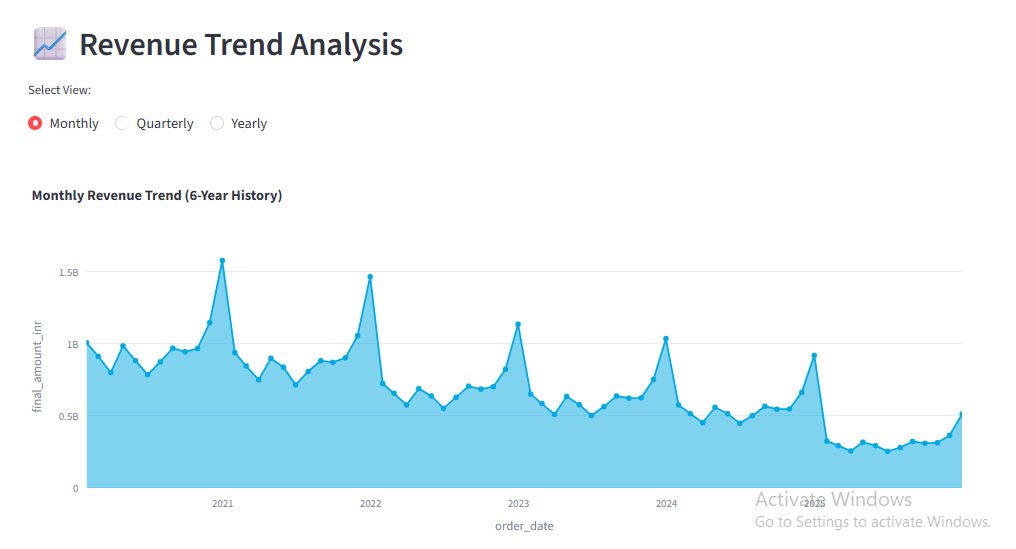 Revenue Trend Analysis
Select View:
Monthly Quarterly Yearly
Monthly Revenue Trend (6-Year History)
1.5B
1B
0.5B
0
final_amount_inr
2021 2022 2023 2024 2025
order_date
Activate Windows
Go to Settings to activate Windows.